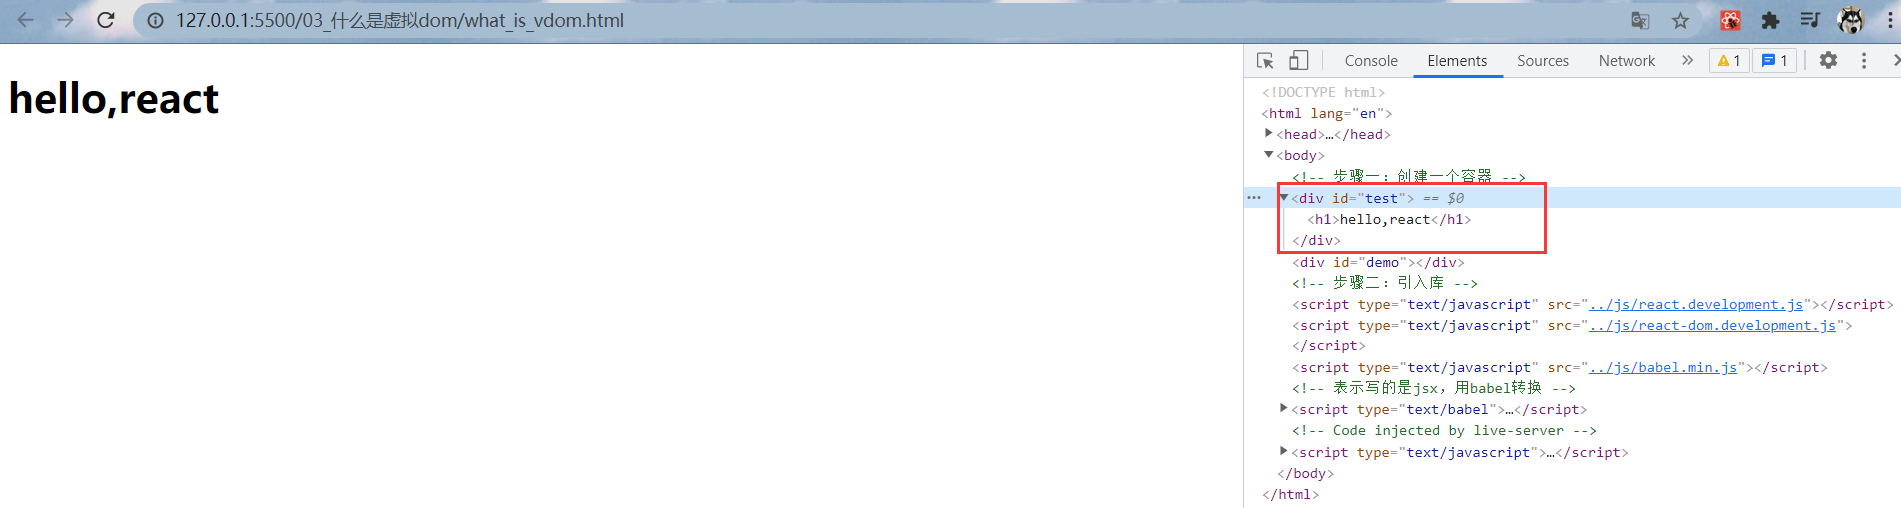 127.0.0.1:5500/03_什么是虚拟dom/what_is_vdom.html
hello,react
Console Elements Sources Network » 1 1
<!DOCTYPE html>
<html lang="en">
<head>…</head>
<body>
<!-- 步骤一：创建一个容器 -->
<div id="test"> == $0
<h1>hello,react</h1>
</div>
<div id="demo"></div>
<!-- 步骤二：引入库 -->
<script type="text/javascript" src="../js/react.development.js"></script>
<script type="text/javascript" src="../js/react-dom.development.js">
</script>
<script type="text/javascript" src="../js/babel.min.js"></script>
<!-- 表示写的是jsx，用babel转换 -->
<script type="text/babel">…</script>
<!-- Code injected by live-server -->
<script type="text/javascript">…</script>
</body>
</html>